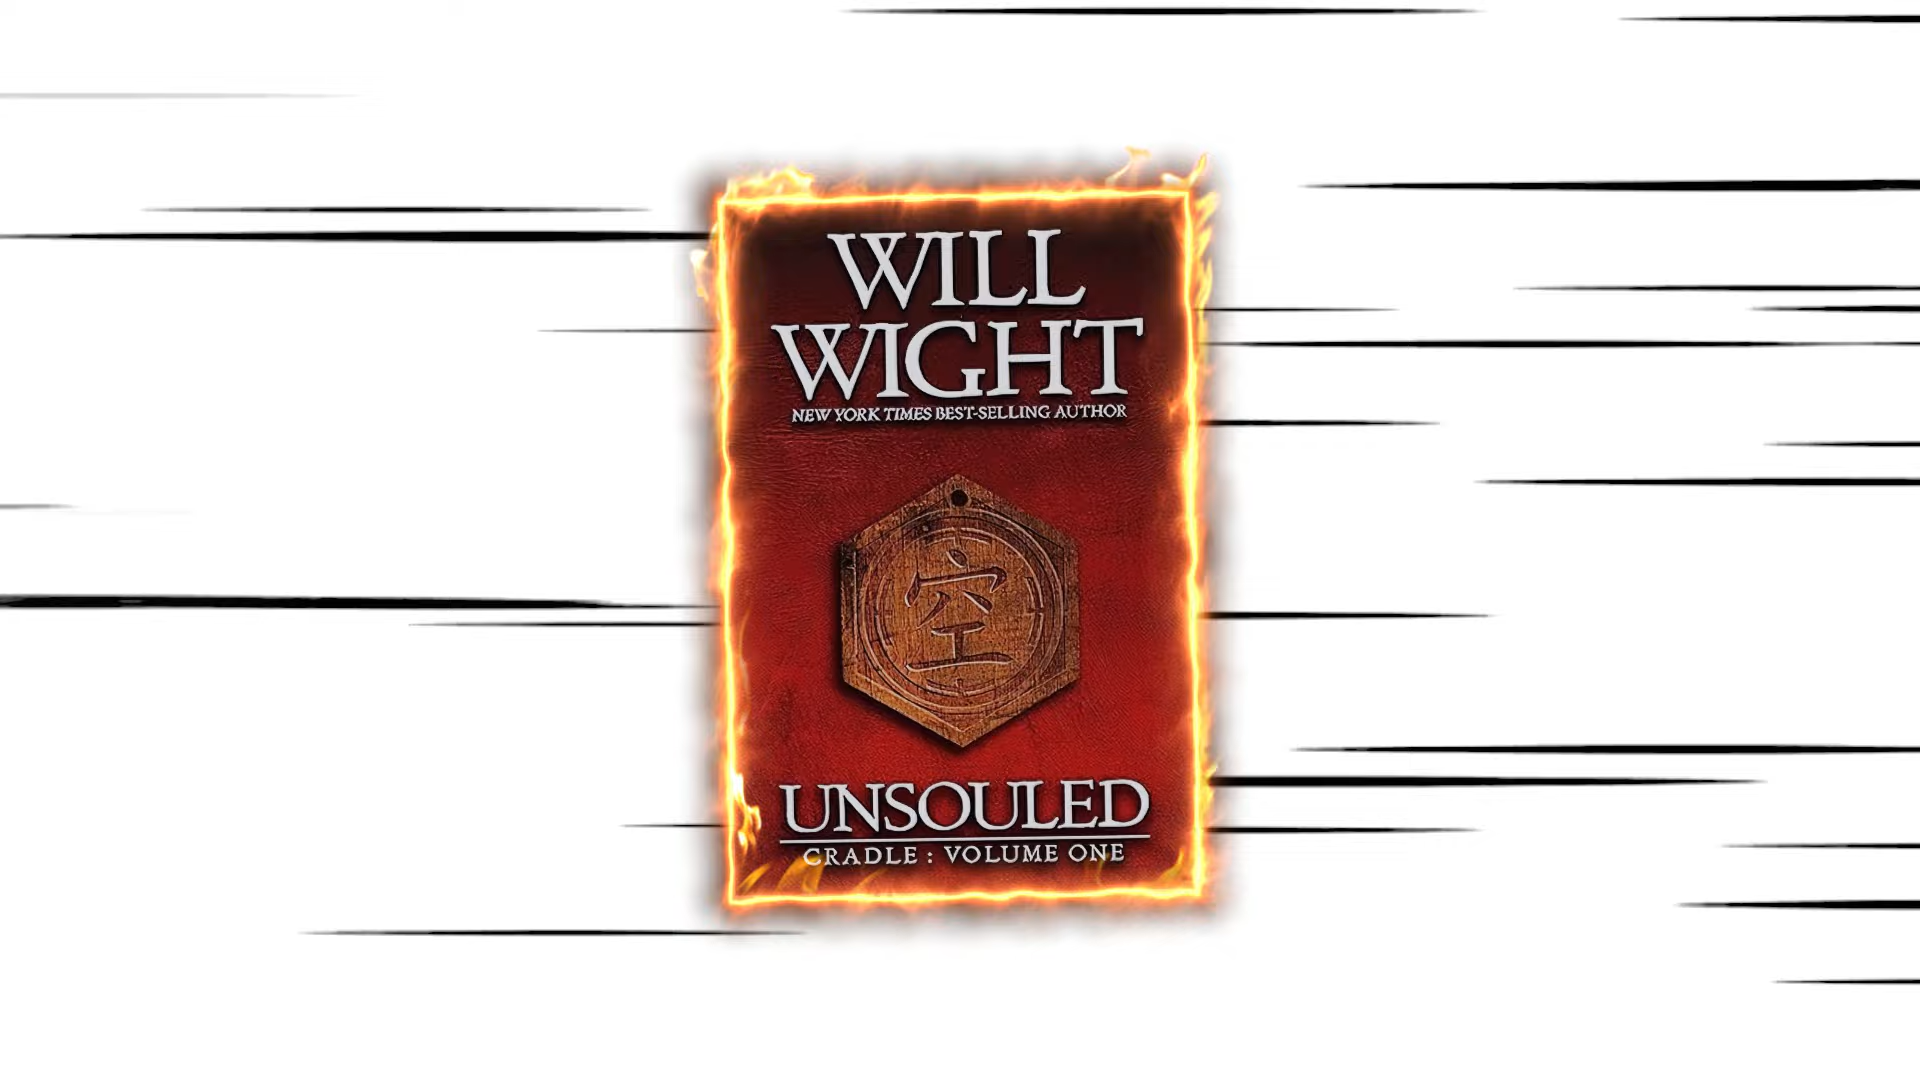 WILL
WIGHT
NEW YORK TIMES BEST-SELLING AUTHOR
空
UNSOULED
CRADLE : VOLUME ONE